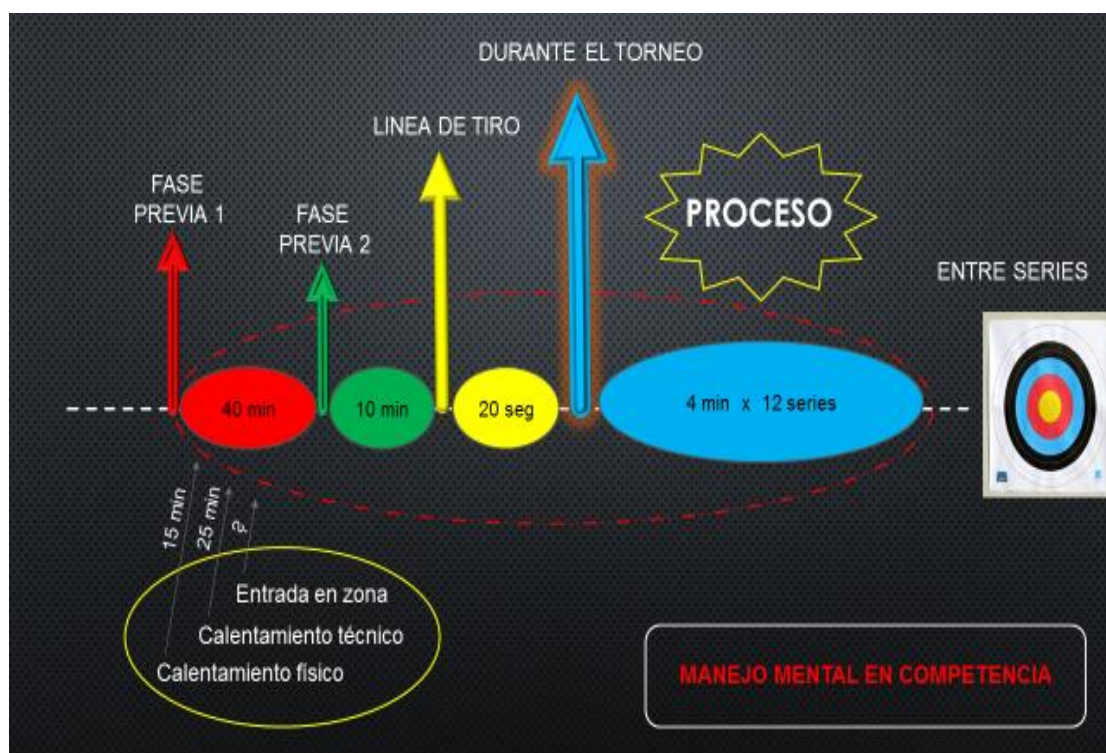 DURANTE EL TORNEO
LINEA DE TIRO
FASE
PREVIA 1
FASE
PREVIA 2
PROCESO
ENTRE SERIES
40 min
10 min
20 seg
4 min x 12 series
15 min
25 min
?
Entrada en zona
Calentamiento técnico
Calentamiento físico
MANEJO MENTAL EN COMPETENCIA